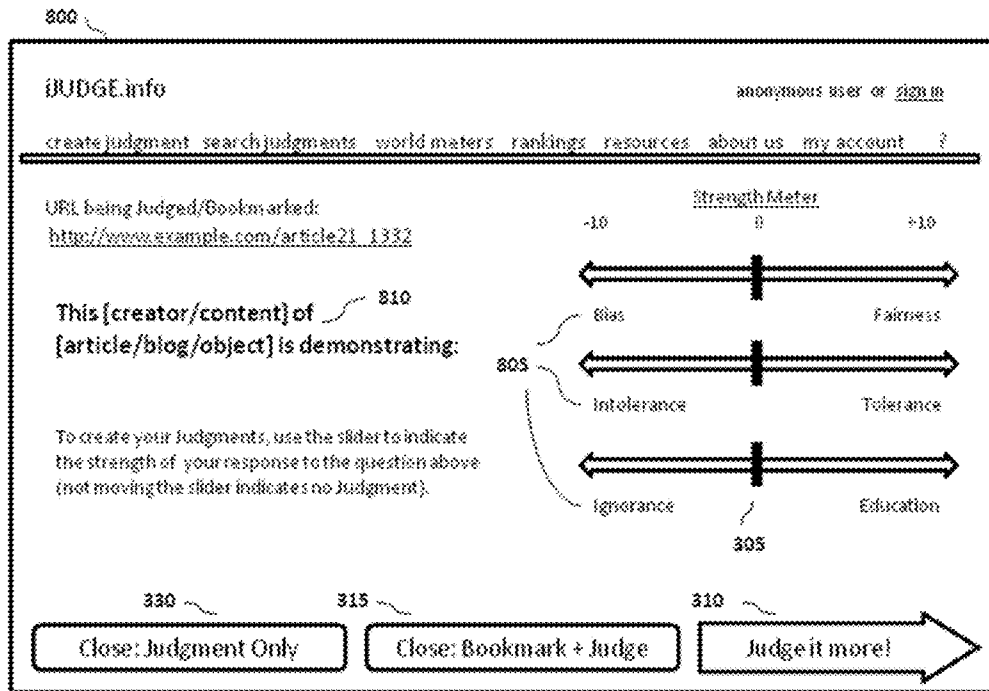 800
iJUDGE.info
anonymous user or sign in
create judgment search judgments world meters rankings resources about us my account ?
URL being Judged/Bookmarked:
http://www.example.com/article21_1332
Strength Meter
-10 0 +10
This [creator/content] of
[article/blog/object] is demonstrating:
810
Bias Fairness
805
Intolerance Tolerance
To create your Judgments, use the slider to indicate
the strength of your response to the question above
(not moving the slider indicates no Judgment).
Ignorance Education
305
330 315 310
Close: Judgment Only Close: Bookmark + Judge Judge it more!